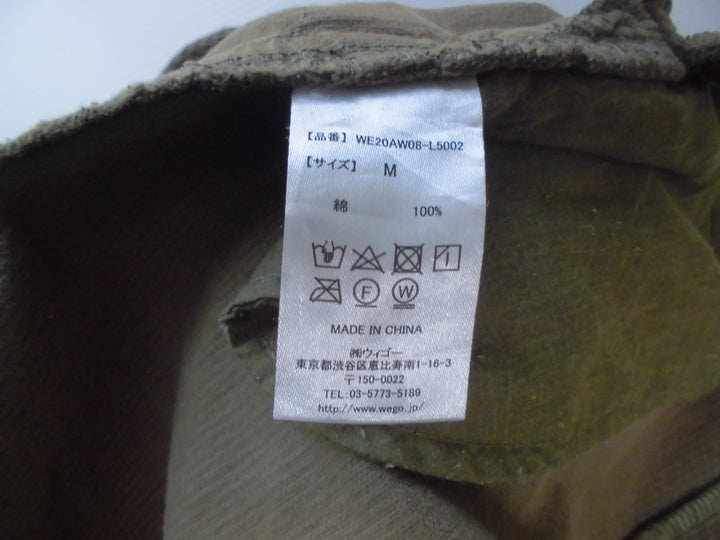 【品番】 WE20AW08-L5002
【サイズ】 M
綿 100%
F W
MADE IN CHINA
㈱ウィゴー
東京都渋谷区恵比寿南1-16-3
〒150-0022
TEL:03-5773-5189
http://www.wego.jp/